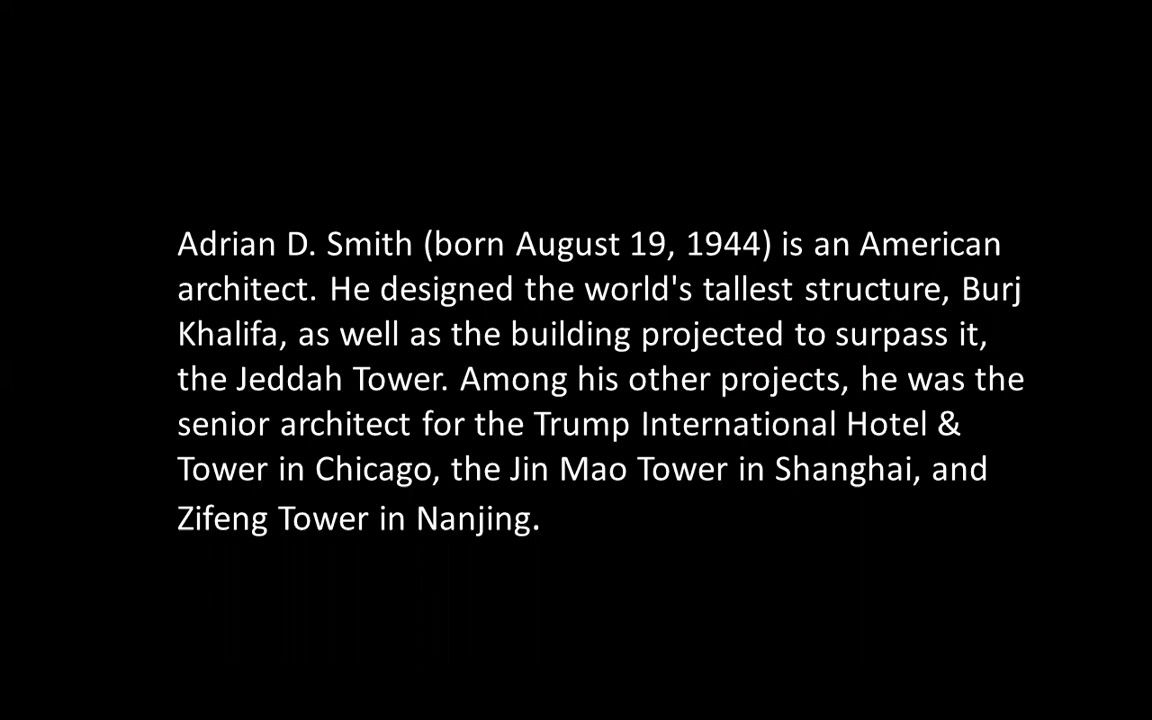 Adrian D. Smith (born August 19, 1944) is an American
architect. He designed the world's tallest structure, Burj
Khalifa, as well as the building projected to surpass it,
the Jeddah Tower. Among his other projects, he was the
senior architect for the Trump International Hotel &
Tower in Chicago, the Jin Mao Tower in Shanghai, and
Zifeng Tower in Nanjing.